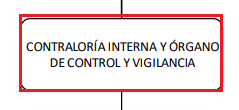 CONTRALORÍA INTERNA Y ÓRGANO
DE CONTROL Y VIGILANCIA